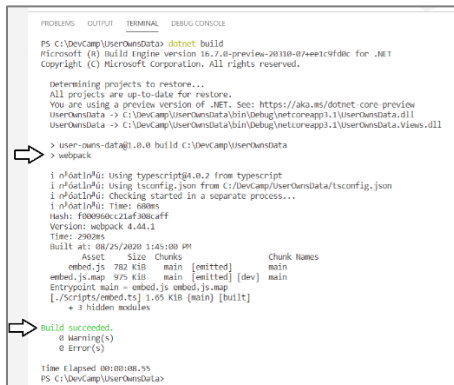 PROBLEMS OUTPUT TERMINAL DEBUG CONSOLE
PS C:\DevCamp\UserOwnsData> dotnet build
Microsoft (R) Build Engine version 16.7.0-preview-20310-07+ee1c9fd0c for .NET
Copyright (C) Microsoft Corporation. All rights reserved.
Determining projects to restore...
All projects are up-to-date for restore.
You are using a preview version of .NET. See: https://aka.ms/dotnet-core-preview
UserOwnsData -> C:\DevCamp\UserOwnsData\bin\Debug\netcoreapp3.1\UserOwnsData.dll
UserOwnsData -> C:\DevCamp\UserOwnsData\bin\Debug\netcoreapp3.1\UserOwnsData.Views.dll
> user-owns-data@1.0.0 build C:\DevCamp\UserOwnsData
> webpack
i : Using typescript@4.0.2 from typescript
i : Using tsconfig.json from C:/DevCamp/UserOwnsData/tsconfig.json
i : Checking started in a separate process...
i : Time: 680ms
Hash: f000960cc21af308caff
Version: webpack 4.44.1
Time: 2902ms
Built at: 08/25/2020 1:45:00 PM
Asset Size Chunks Chunk Names
embed.js 782 KiB main [emitted] main
embed.js.map 975 KiB main [emitted] [dev] main
Entrypoint main = embed.js embed.js.map
[./Scripts/embed.ts] 1.65 KiB {main} [built]
+ 3 hidden modules
Build succeeded.
0 Warning(s)
0 Error(s)
Time Elapsed 00:00:08.55
PS C:\DevCamp\UserOwnsData>